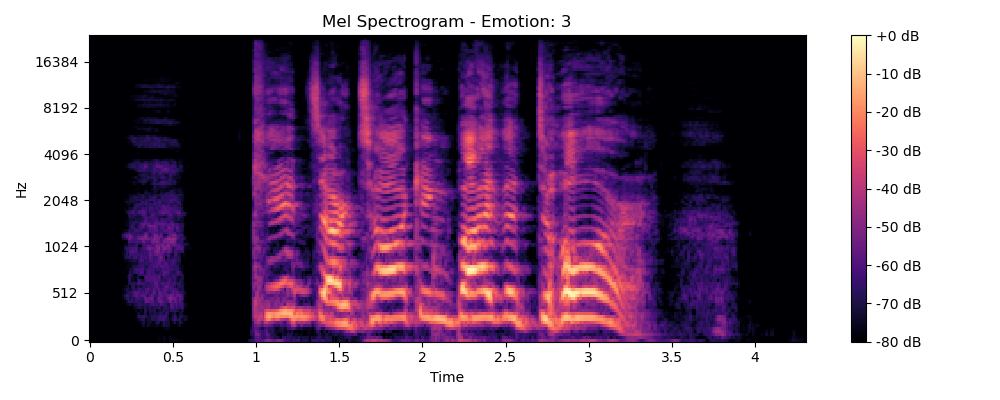 Mel Spectrogram - Emotion: 3
16384
8192
4096
2048
1024
512
0
Hz
0 0.5 1 1.5 2 2.5 3 3.5 4
Time
+0 dB
-10 dB
-20 dB
-30 dB
-40 dB
-50 dB
-60 dB
-70 dB
-80 dB